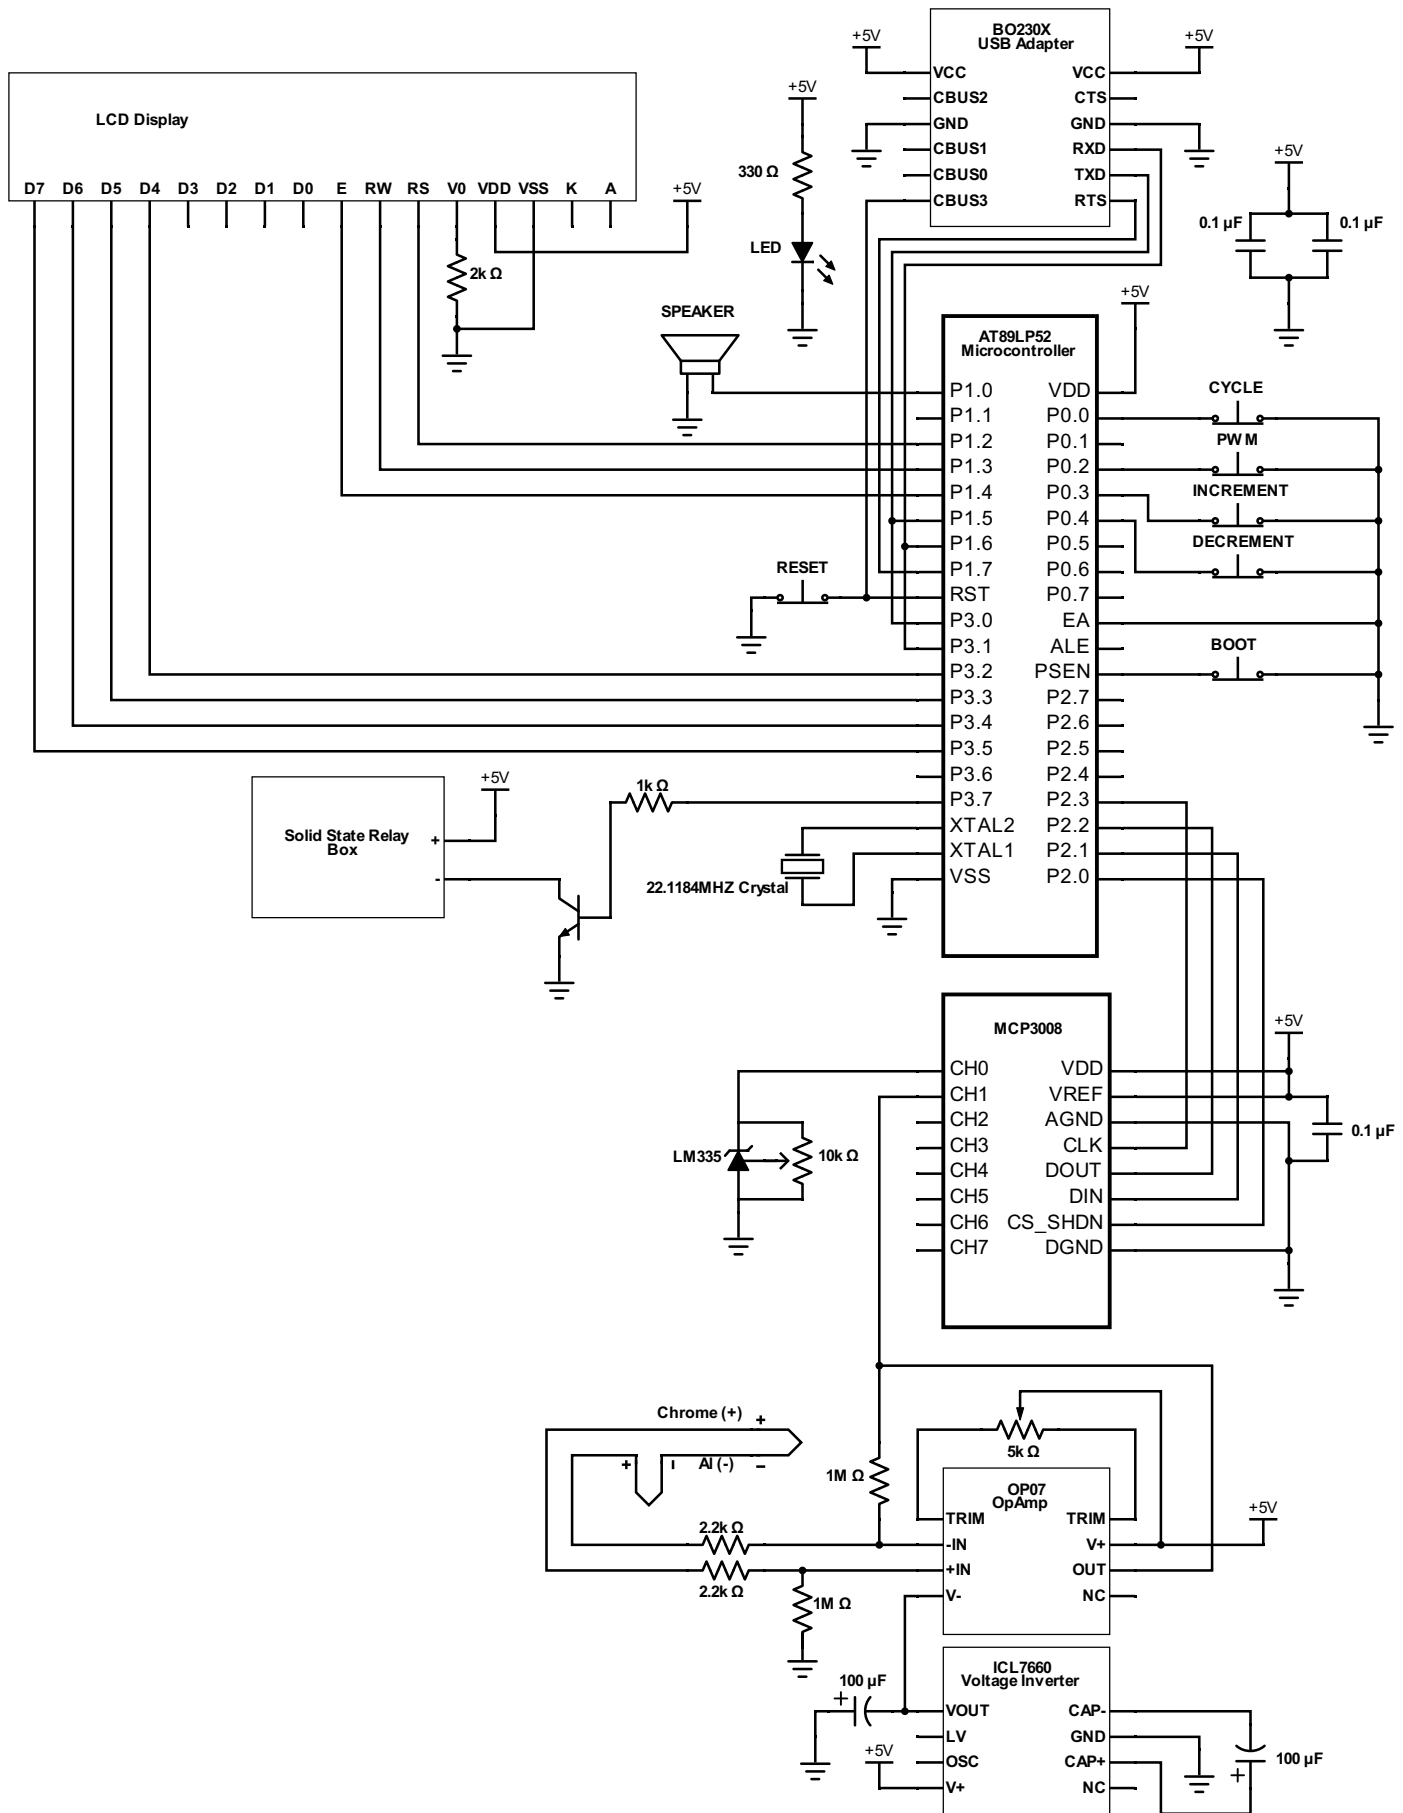 BO230X
USB Adapter
+5V
+5V
VCC
VCC
CBUS2
CTS
GND
GND
CBUS1
RXD
CBUS0
TXD
CBUS3
RTS
LCD Display
D7 D6 D5 D4 D3 D2 D1 D0 E RW RS V0 VDD VSS K A
+5V
2k Ω
+5V
330 Ω
LED
+5V
0.1 µF
0.1 µF
SPEAKER
+5V
AT89LP52
Microcontroller
P1.0
VDD
P1.1
P0.0
P1.2
P0.1
P1.3
P0.2
P1.4
P0.3
P1.5
P0.4
P1.6
P0.5
P1.7
P0.6
RST
P0.7
P3.0
EA
P3.1
ALE
P3.2
PSEN
P3.3
P2.7
P3.4
P2.6
P3.5
P2.5
P3.6
P2.4
P3.7
P2.3
XTAL2
P2.2
XTAL1
P2.1
VSS
P2.0
CYCLE
PWM
INCREMENT
DECREMENT
BOOT
RESET
+5V
1k Ω
Solid State Relay
Box
+
-
22.1184MHZ Crystal
MCP3008
+5V
CH0
VDD
CH1
VREF
CH2
AGND
CH3
CLK
CH4
DOUT
CH5
DIN
CH6
CS_SHDN
CH7
DGND
0.1 µF
LM335
10k Ω
Chrome (+)
+
+
–
Al (-)
–
1M Ω
5k Ω
OP07
OpAmp
+5V
TRIM
TRIM
-IN
V+
+IN
OUT
V-
NC
2.2k Ω
2.2k Ω
1M Ω
ICL7660
Voltage Inverter
100 µF
+
VOUT
CAP-
LV
GND
OSC
CAP+
V+
NC
+5V
100 µF
+